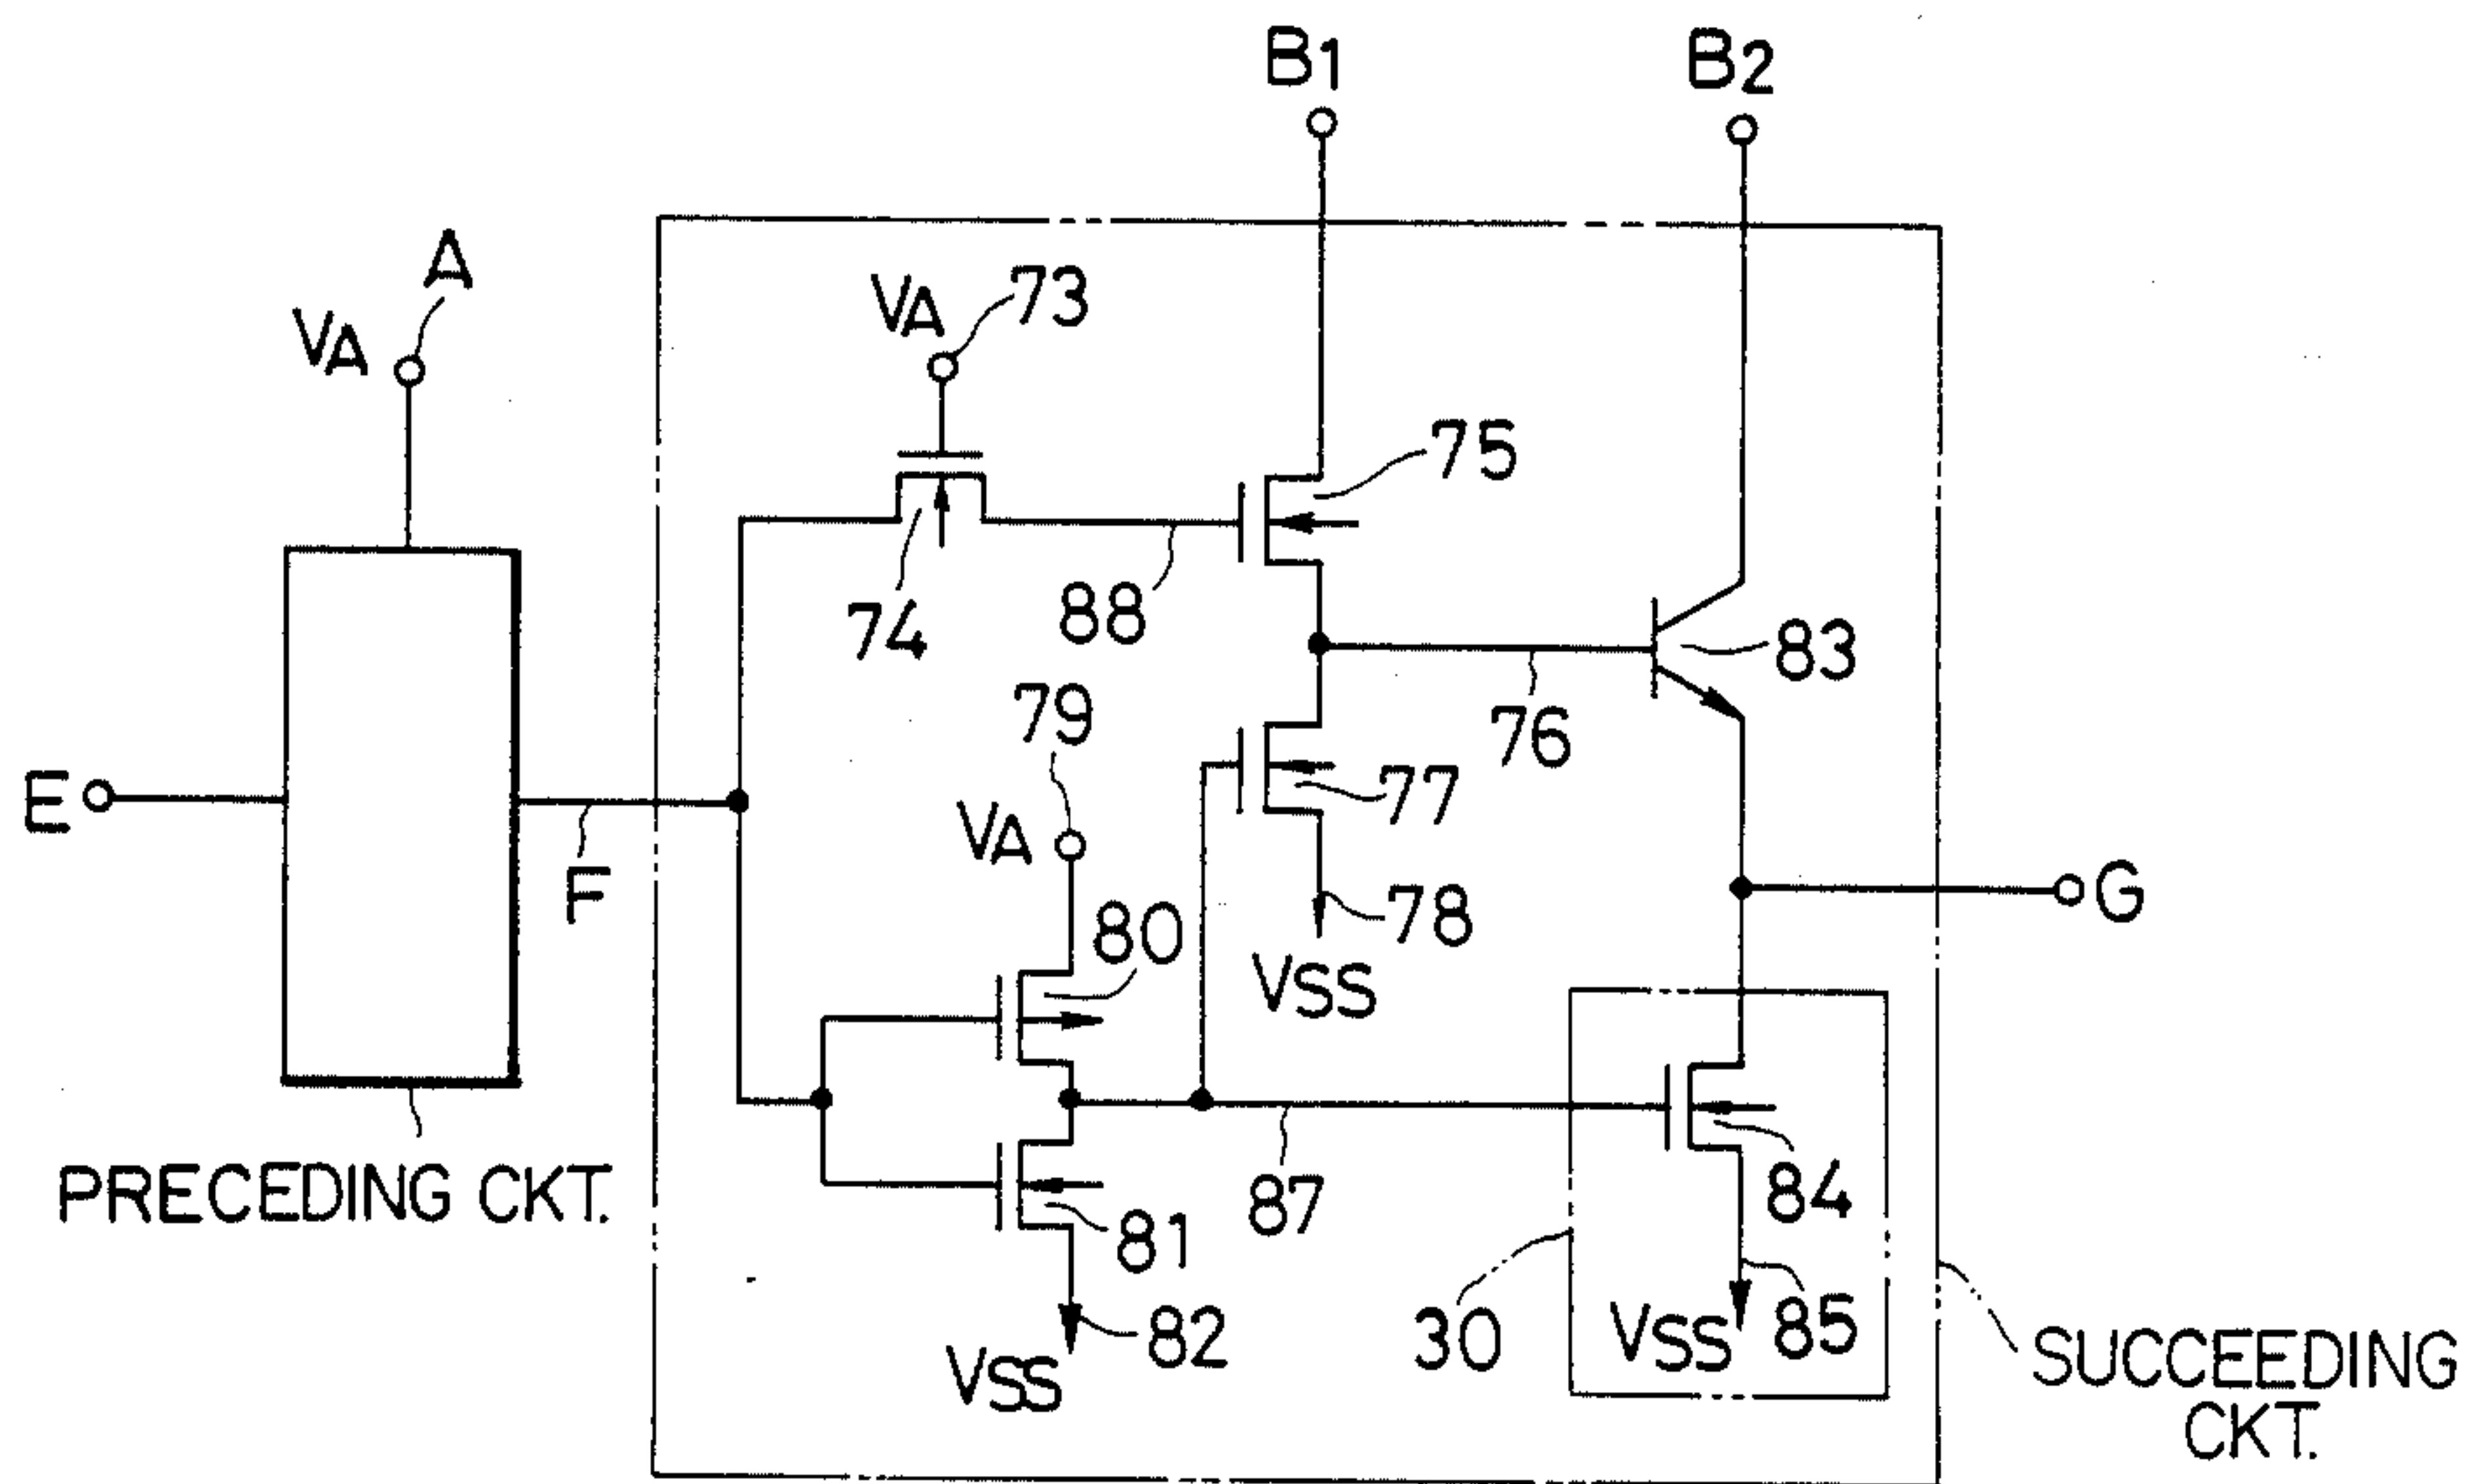 B1
B2
A
VA
VA
73
75
74
88
83
79
76
77
E
VA
F
78
G
80
VSS
84
87
81
30
VSS
85
82
VSS
PRECEDING CKT.
SUCCEEDING
CKT.